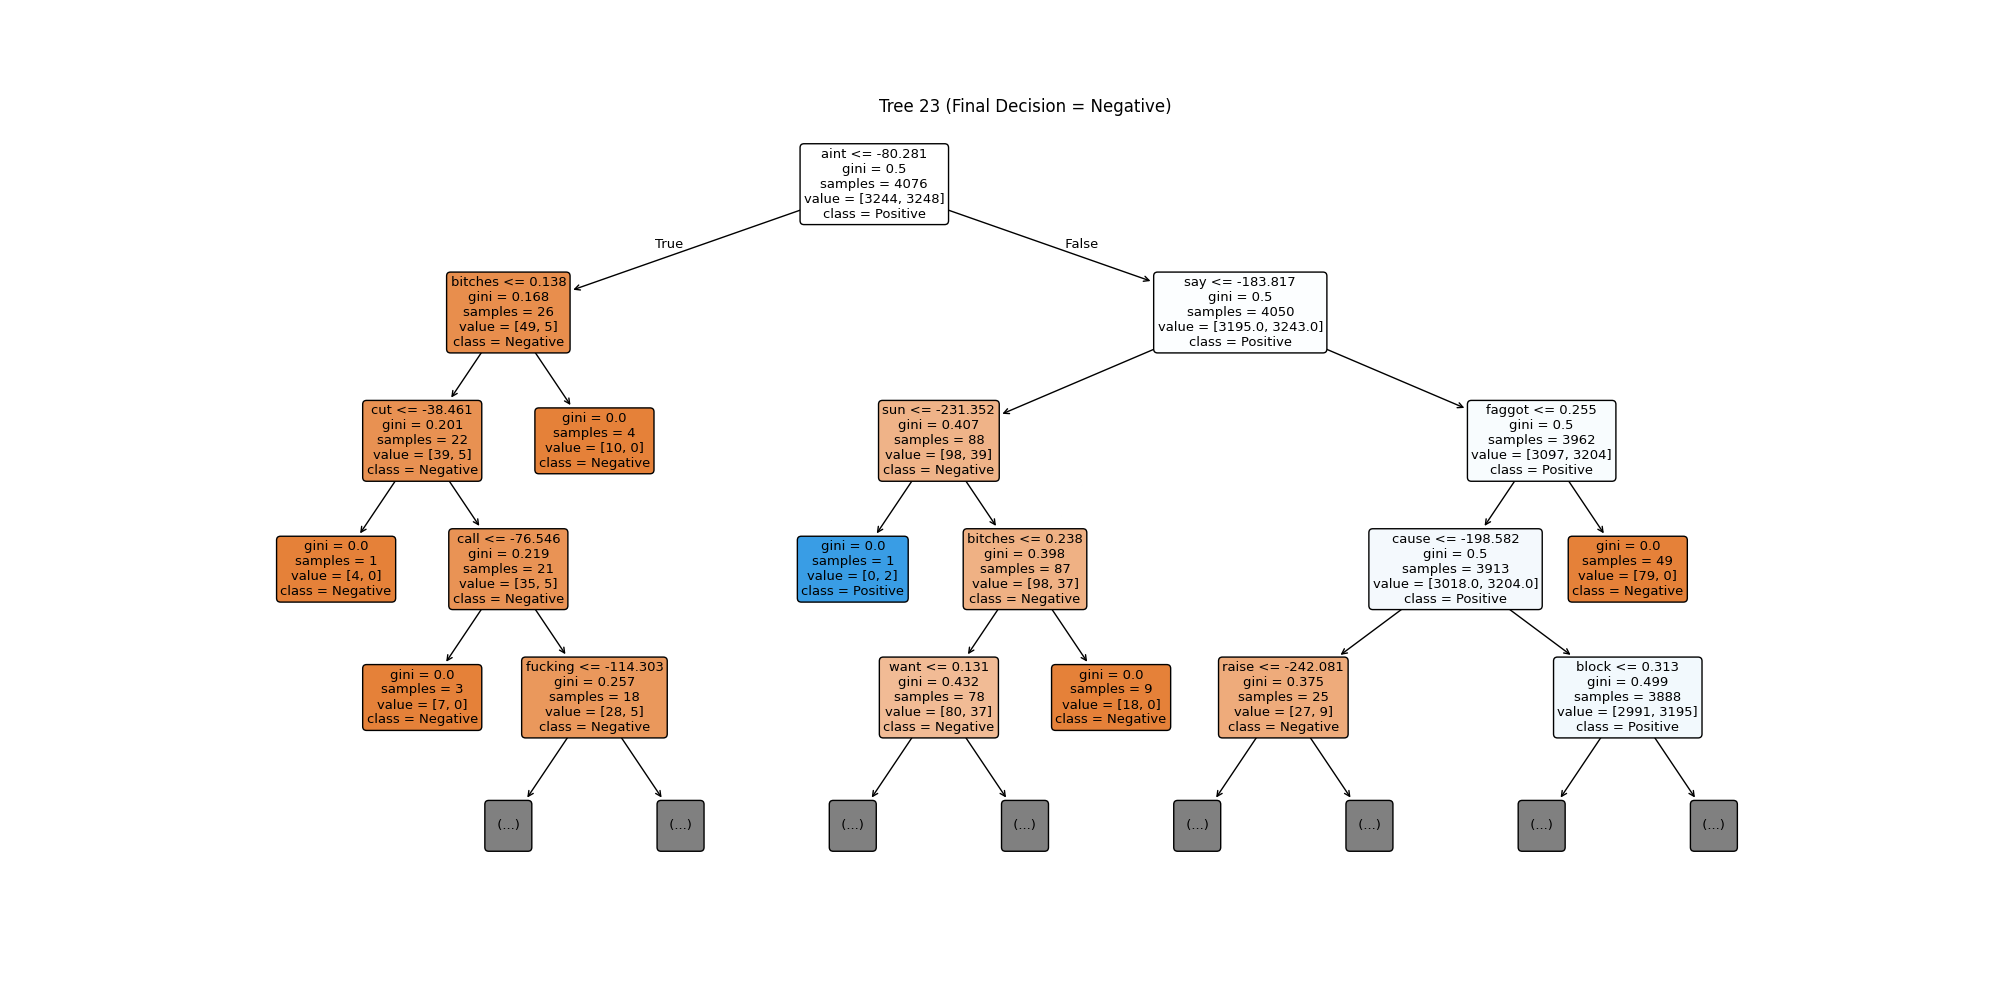 Tree 23 (Final Decision = Negative)
aint <= -80.281
gini = 0.5
samples = 4076
value = [3244, 3248]
class = Positive
True
False
bitches <= 0.138
gini = 0.168
samples = 26
value = [49, 5]
class = Negative
say <= -183.817
gini = 0.5
samples = 4050
value = [3195.0, 3243.0]
class = Positive
cut <= -38.461
gini = 0.201
samples = 22
value = [39, 5]
class = Negative
gini = 0.0
samples = 4
value = [10, 0]
class = Negative
sun <= -231.352
gini = 0.407
samples = 88
value = [98, 39]
class = Negative
faggot <= 0.255
gini = 0.5
samples = 3962
value = [3097, 3204]
class = Positive
gini = 0.0
samples = 1
value = [4, 0]
class = Negative
call <= -76.546
gini = 0.219
samples = 21
value = [35, 5]
class = Negative
gini = 0.0
samples = 1
value = [0, 2]
class = Positive
bitches <= 0.238
gini = 0.398
samples = 87
value = [98, 37]
class = Negative
cause <= -198.582
gini = 0.5
samples = 3913
value = [3018.0, 3204.0]
class = Positive
gini = 0.0
samples = 49
value = [79, 0]
class = Negative
gini = 0.0
samples = 3
value = [7, 0]
class = Negative
fucking <= -114.303
gini = 0.257
samples = 18
value = [28, 5]
class = Negative
want <= 0.131
gini = 0.432
samples = 78
value = [80, 37]
class = Negative
gini = 0.0
samples = 9
value = [18, 0]
class = Negative
raise <= -242.081
gini = 0.375
samples = 25
value = [27, 9]
class = Negative
block <= 0.313
gini = 0.499
samples = 3888
value = [2991, 3195]
class = Positive
(...)
(...)
(...)
(...)
(...)
(...)
(...)
(...)